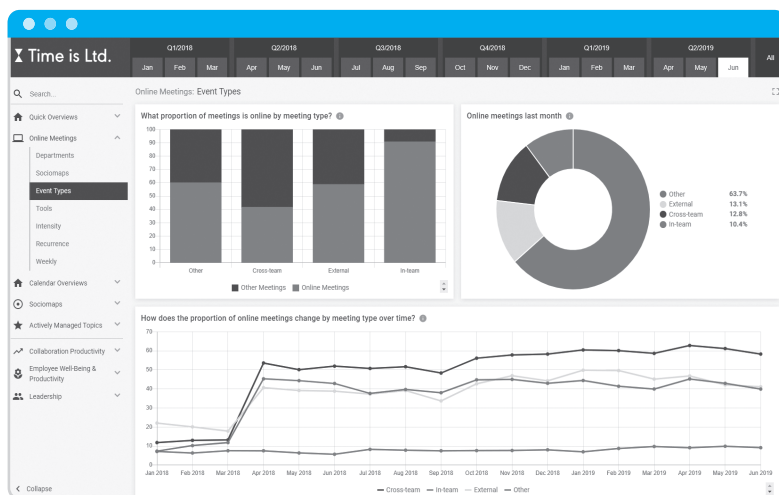 Time is Ltd.
Q1/2018 Q2/2018 Q3/2018 Q4/2018 Q1/2019 Q2/2019
Jan Feb Mar Apr May Jun Jul Aug Sep Oct Nov Dec Jan Feb Mar Apr May Jun All
Search...
Quick Overviews
Online Meetings
Departments
Sociomaps
Event Types
Tools
Intensity
Recurrence
Weekly
Calendar Overviews
Sociomaps
Actively Managed Topics
Collaboration Productivity
Employee Well-Being &
Productivity
Leadership
Collapse
Online Meetings: Event Types
What proportion of meetings is online by meeting type?
100
90
80
70
60
50
40
30
20
10
0
Other Cross-team External In-team
Other Meetings Online Meetings
Online meetings last month
Other 63.7%
External 13.1%
Cross-team 12.8%
In-team 10.4%
How does the proportion of online meetings change by meeting type over time?
70
60
50
40
30
20
10
0
Jan 2018 Feb 2018 Mar 2018 Apr 2018 May 2018 Jun 2018 Jul 2018 Aug 2018 Sep 2018 Oct 2018 Nov 2018 Dec 2018 Jan 2019 Feb 2019 Mar 2019 Apr 2019 May 2019 Jun 2019
Cross-team In-team External Other